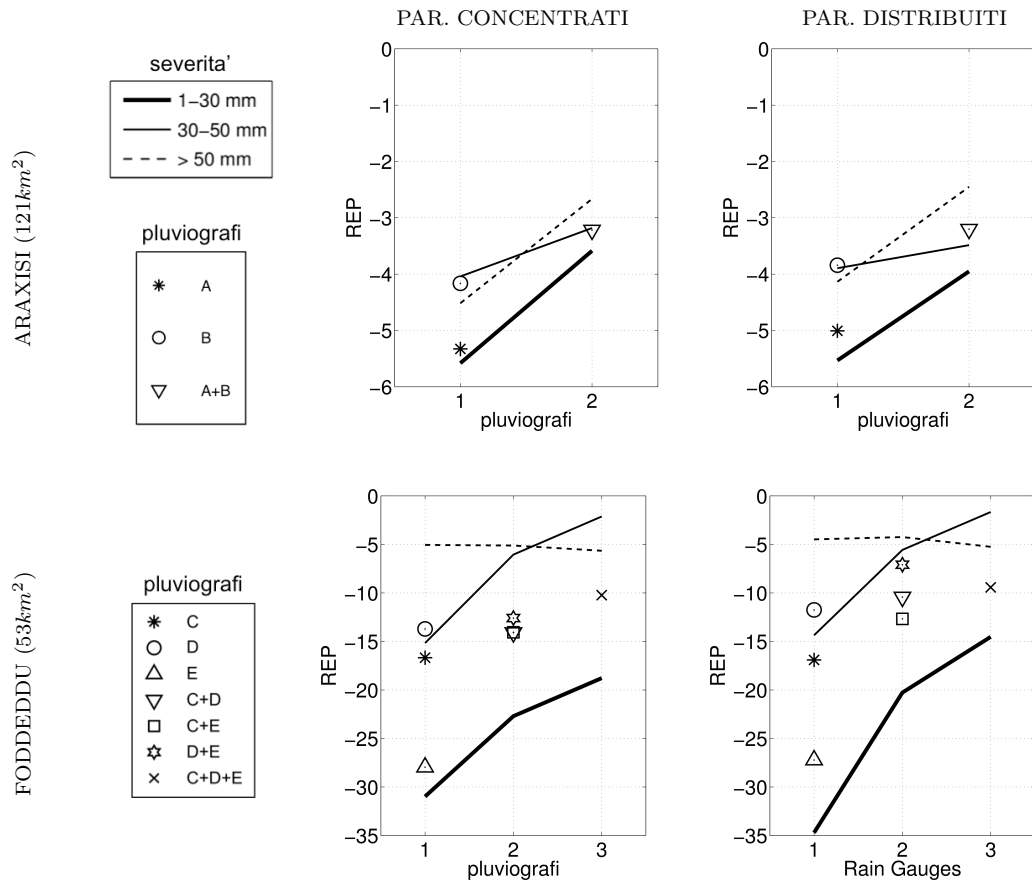 PAR. CONCENTRATI
PAR. DISTRIBUITI
ARAXISI (121km²)
severita'
1−30 mm
30−50 mm
> 50 mm
pluviografi
A
B
A+B
0
−1
−2
−3
−4
−5
−6
REP
1 2
pluviografi
0
−1
−2
−3
−4
−5
−6
REP
1 2
pluviografi
FODDEDDU (53km²)
pluviografi
C
D
E
C+D
C+E
D+E
C+D+E
0
−5
−10
−15
−20
−25
−30
−35
REP
1 2 3
pluviografi
0
−5
−10
−15
−20
−25
−30
−35
REP
1 2 3
Rain Gauges